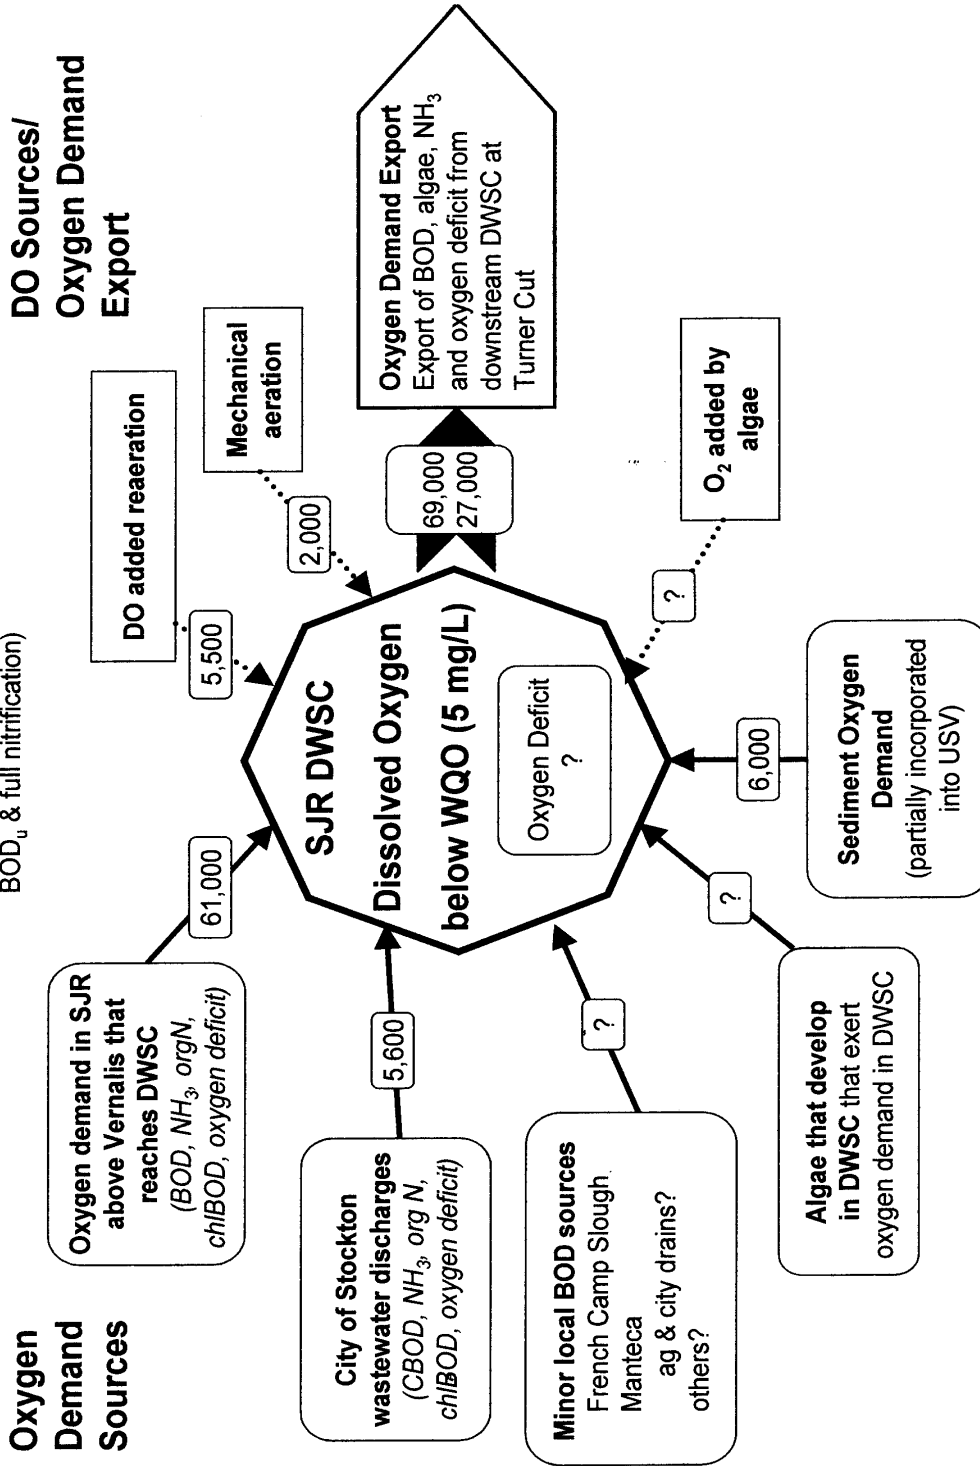 BOD_u & full nitrification)
Oxygen
Demand
Sources
DO Sources/
Oxygen Demand
Export
Oxygen demand in SJR
above Vernalis that
reaches DWSC
(BOD, NH3, orgN,
chlBOD, oxygen deficit)
61,000
City of Stockton
wastewater discharges
(CBOD, NH3, org N,
chlBOD, oxygen deficit)
5,600
Minor local BOD sources
French Camp Slough
Manteca
ag & city drains?
others?
?
Algae that develop
in DWSC that exert
oxygen demand in DWSC
?
Sediment Oxygen
Demand
(partially incorporated
into USV)
6,000
SJR DWSC
Dissolved Oxygen
below WQO (5 mg/L)
Oxygen Deficit
?
DO added reaeration
5,500
Mechanical
aeration
2,000
69,000
27,000
Oxygen Demand Export
Export of BOD, algae, NH3
and oxygen deficit from
downstream DWSC at
Turner Cut
O2 added by
algae
?